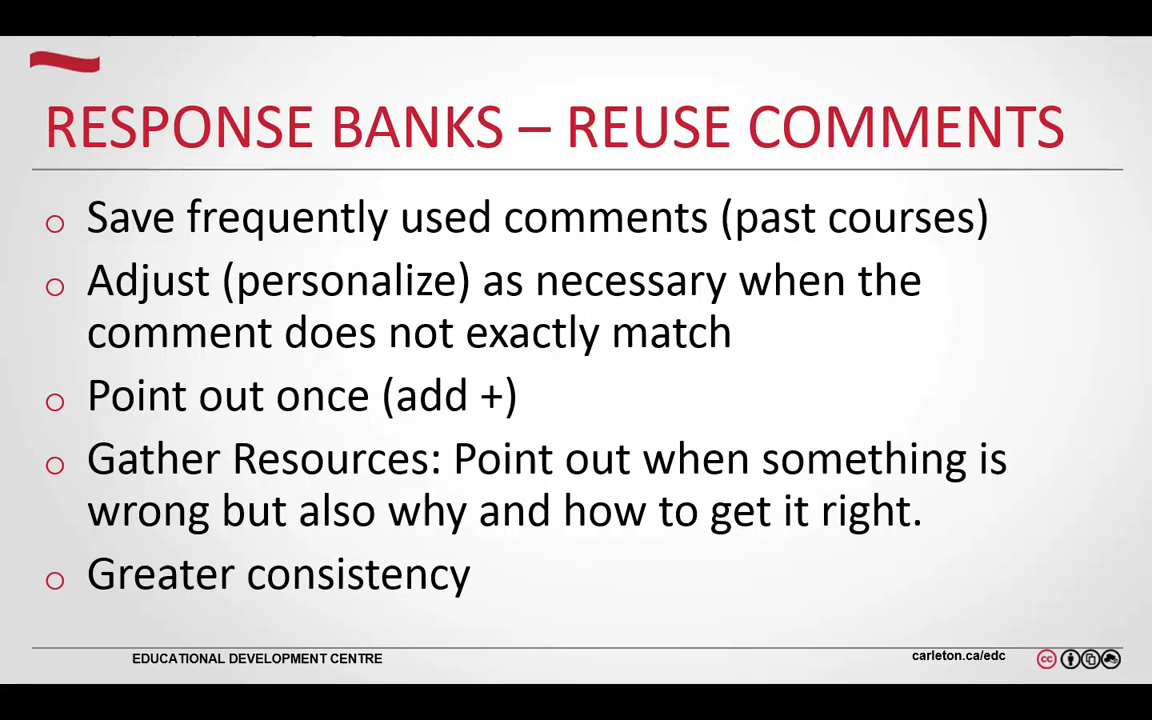 RESPONSE BANKS – REUSE COMMENTS
o Save frequently used comments (past courses)
o Adjust (personalize) as necessary when the
comment does not exactly match
o Point out once (add +)
o Gather Resources: Point out when something is
wrong but also why and how to get it right.
o Greater consistency
EDUCATIONAL DEVELOPMENT CENTRE
carleton.ca/edc
cc